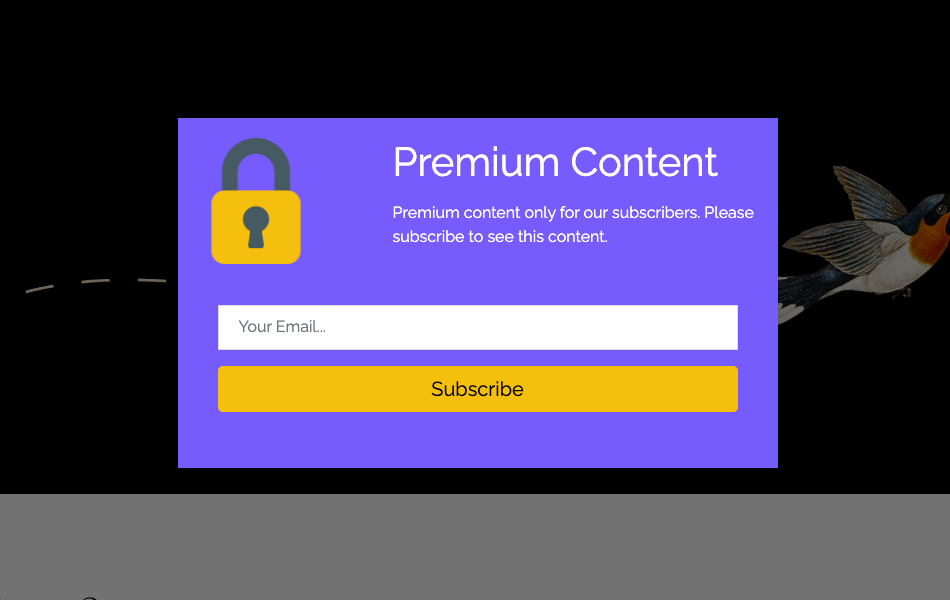 Premium Content
Premium content only for our subscribers. Please
subscribe to see this content.
Your Email...
Subscribe